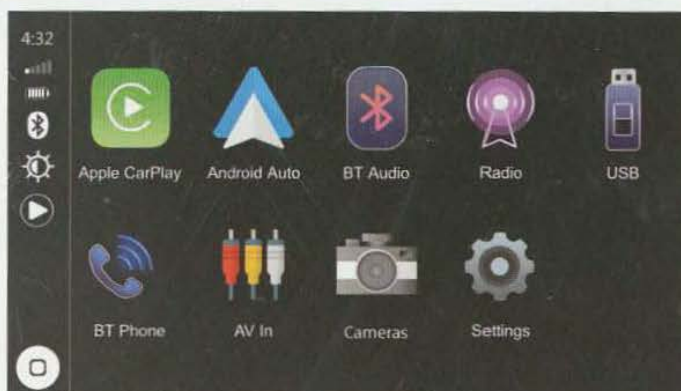 4:32
Apple CarPlay
Android Auto
BT Audio
Radio
USB
BT Phone
AV In
Cameras
Settings